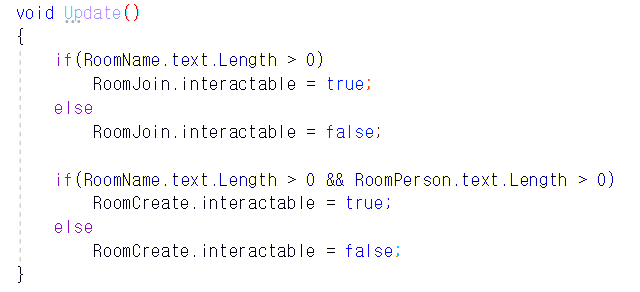 void Update()
{
if(RoomName.text.Length > 0)
RoomJoin.interactable = true;
else
RoomJoin.interactable = false;
if(RoomName.text.Length > 0 && RoomPerson.text.Length > 0)
RoomCreate.interactable = true;
else
RoomCreate.interactable = false;
}